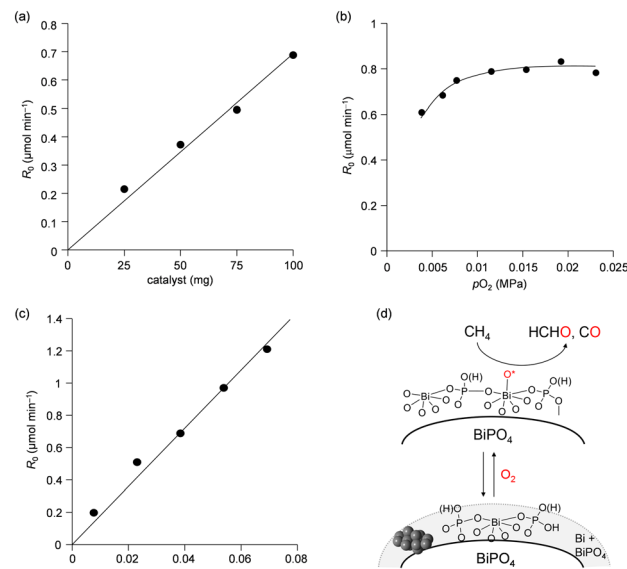 (a)
0.8
0.7
0.6
0.5
0.4
0.3
0.2
0.1
0
R₀ (μmol min⁻¹)
0 25 50 75 100
catalyst (mg)
(b)
1
0.8
0.6
0.4
0.2
0
R₀ (μmol min⁻¹)
0 0.005 0.01 0.015 0.02 0.025
pO₂ (MPa)
(c)
1.4
1.2
1
0.8
0.6
0.4
0.2
0
R₀ (μmol min⁻¹)
0 0.02 0.04 0.06 0.08
(d)
CH₄ HCHO, CO
O(H) O* O(H)
O P O Bi O P
O Bi O O O O O
O O O O O
BiPO₄
O₂
(H)O O(H)
P O Bi O P
O O O O OH
O O
Bi +
BiPO₄
BiPO₄